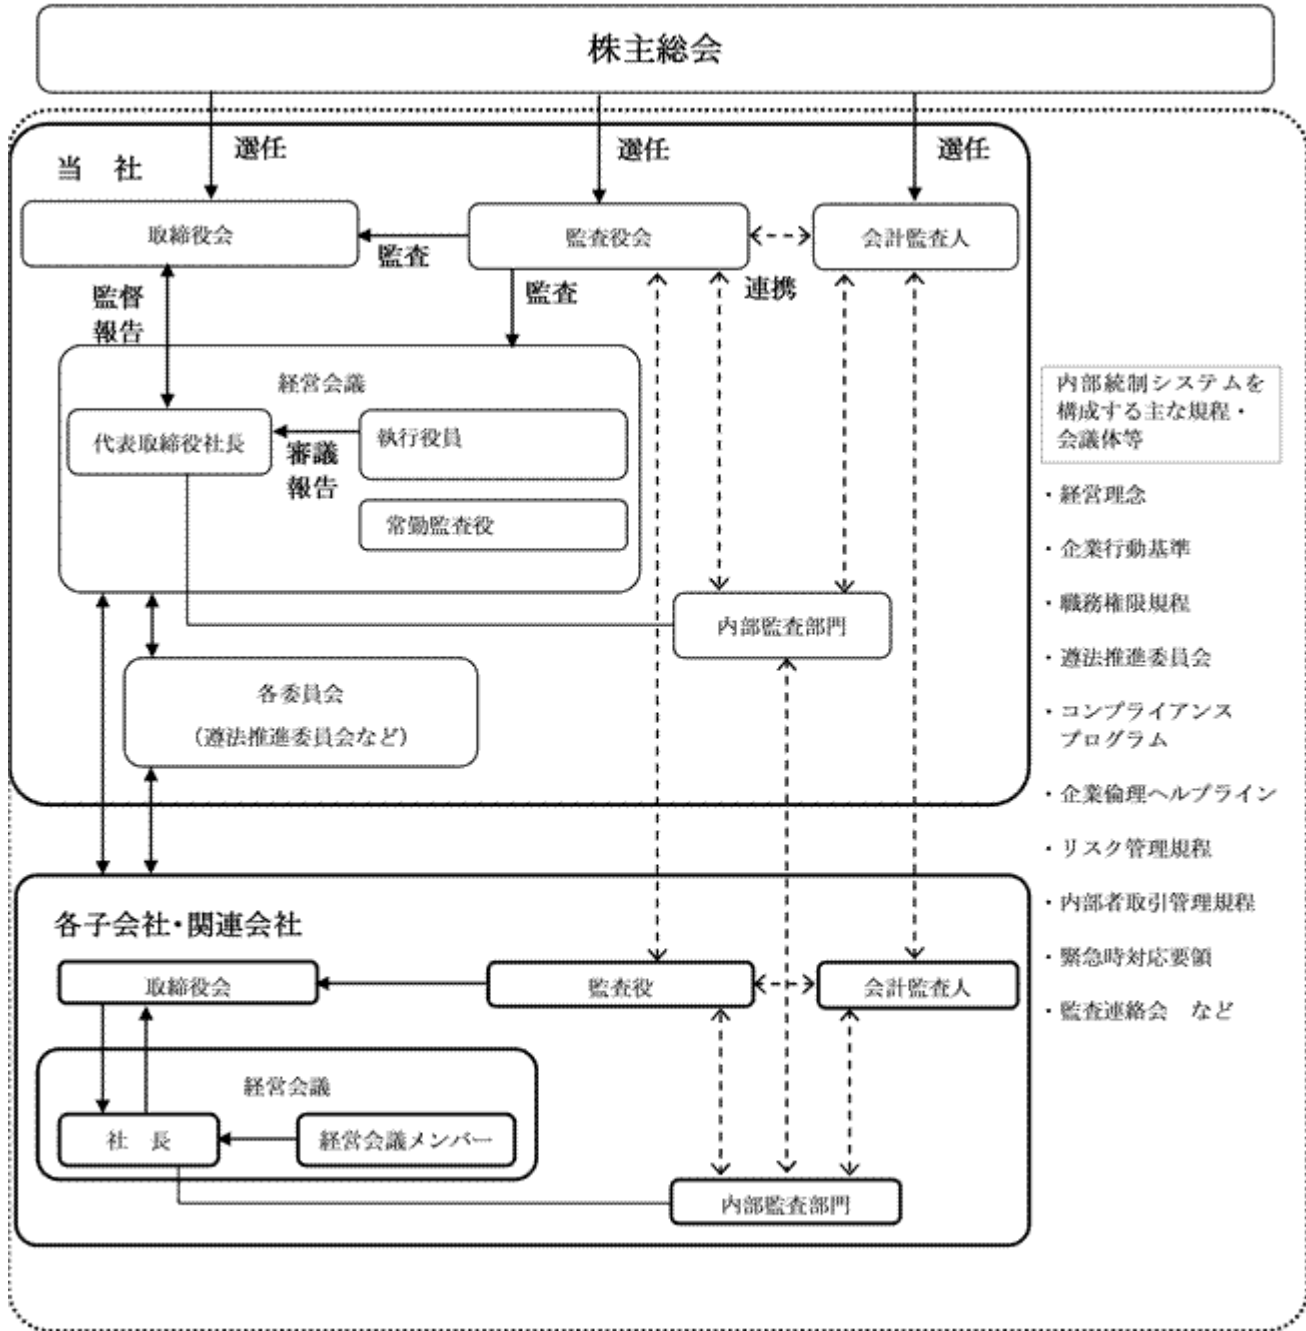 株主総会
選任
選任
選任
当　社
取締役会
監査役会
会計監査人
監査
連携
監督
報告
監査
経営会議
代表取締役社長
執行役員
審議
報告
常勤監査役
内部監査部門
各委員会
（遵法推進委員会など）
各子会社・関連会社
取締役会
監査役
会計監査人
経営会議
社　長
経営会議メンバー
内部監査部門
内部統制システムを
構成する主な規程・
会議体等
・経営理念
・企業行動基準
・職務権限規程
・遵法推進委員会
・コンプライアンス
プログラム
・企業倫理ヘルプライン
・リスク管理規程
・内部者取引管理規程
・緊急時対応要領
・監査連絡会　など